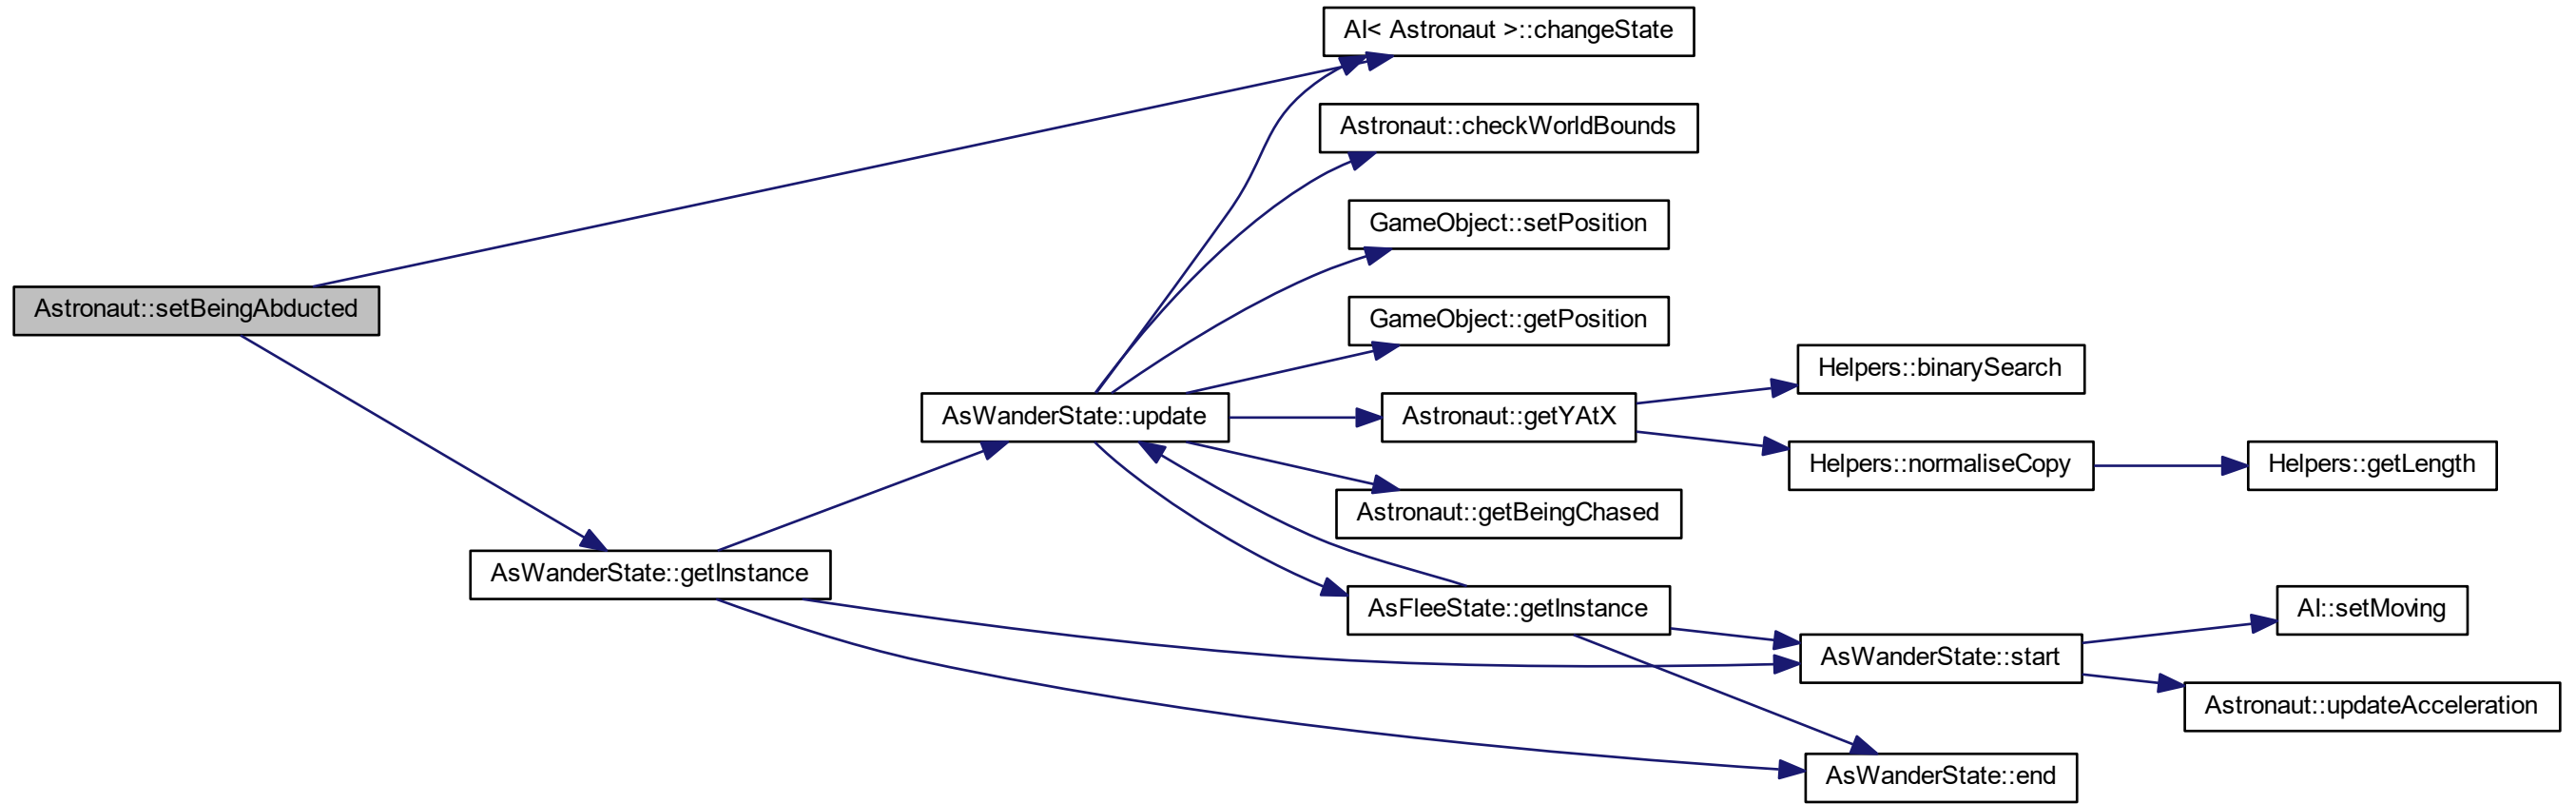 AI< Astronaut >::changeState
Astronaut::checkWorldBounds
GameObject::setPosition
Astronaut::setBeingAbducted
GameObject::getPosition
Helpers::binarySearch
AsWanderState::update
Astronaut::getYAtX
Helpers::normaliseCopy
Helpers::getLength
Astronaut::getBeingChased
AsWanderState::getInstance
AsFleeState::getInstance
AI::setMoving
AsWanderState::start
Astronaut::updateAcceleration
AsWanderState::end